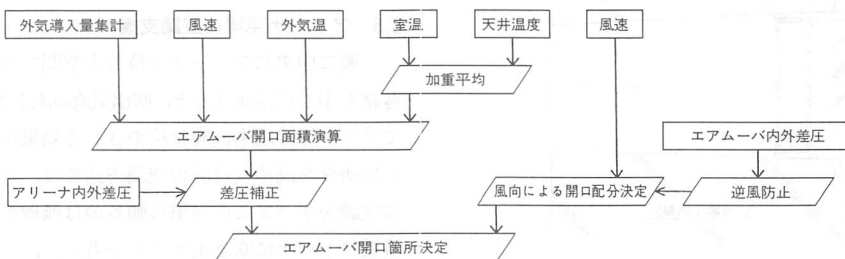 外気導入量集計 風速 外気温 室温 天井温度 風速
加重平均
エアムーバ開口面積演算 エアムーバ内外差圧
アリーナ内外差圧 差圧補正 風向による開口配分決定 逆風防止
エアムーバ開口箇所決定